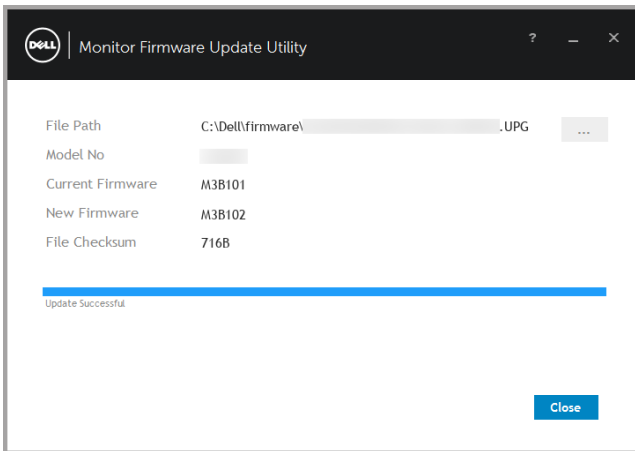 DELL Monitor Firmware Update Utility ? _ ×
File Path C:\Dell\firmware\ .UPG ...
Model No
Current Firmware M3B101
New Firmware M3B102
File Checksum 716B
Update Successful
Close